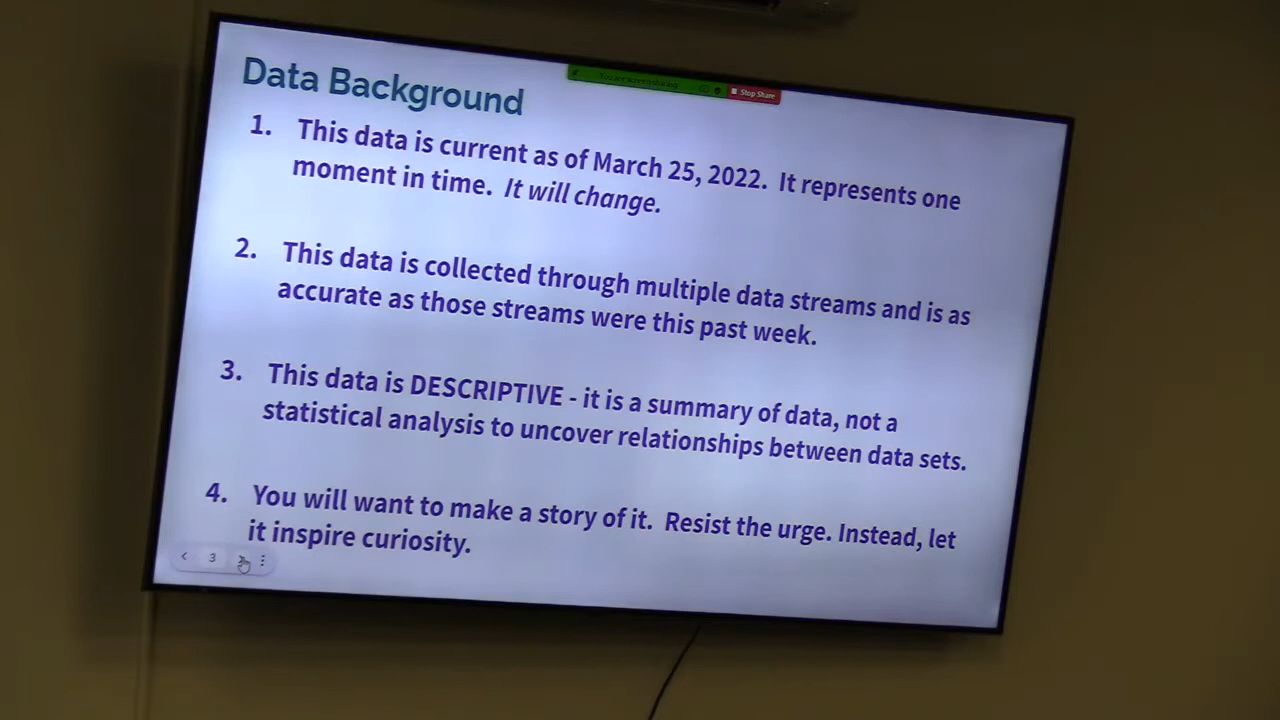 Data Background
Stop Share
1. This data is current as of March 25, 2022. It represents one
moment in time. It will change.
2. This data is collected through multiple data streams and is as
accurate as those streams were this past week.
3. This data is DESCRIPTIVE - it is a summary of data, not a
statistical analysis to uncover relationships between data sets.
4. You will want to make a story of it. Resist the urge. Instead, let
it inspire curiosity.
3